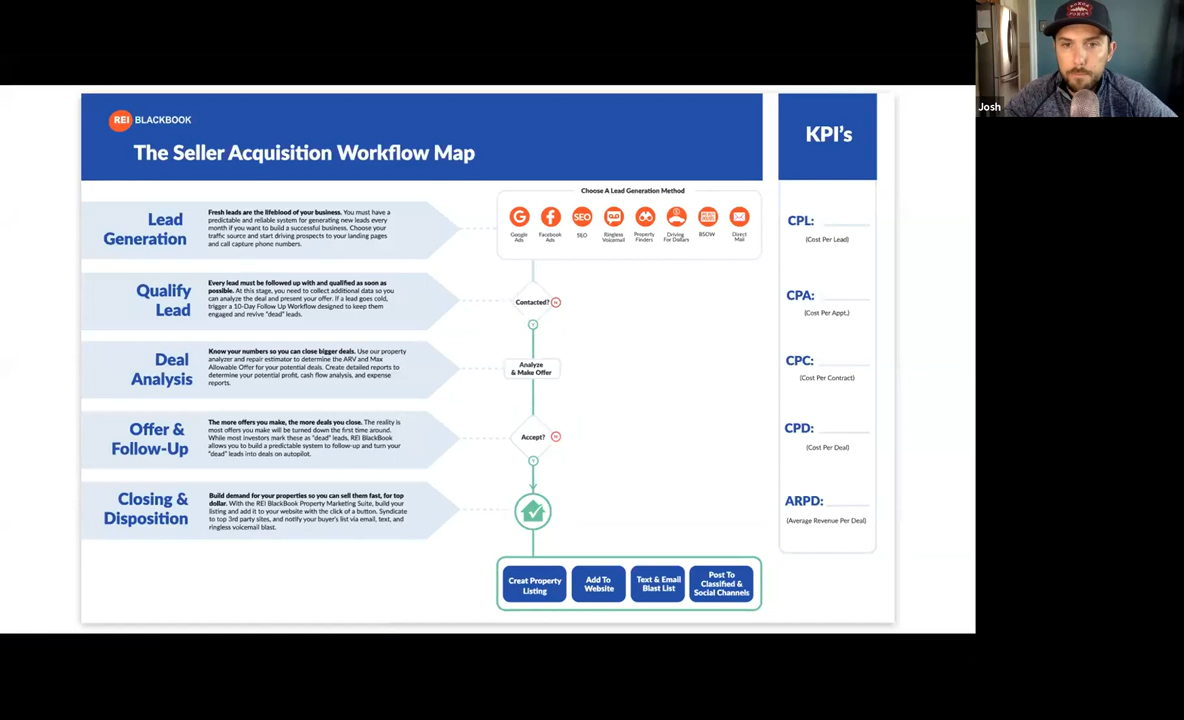 REI BLACKBOOK
The Seller Acquisition Workflow Map
KPI's
Josh
Lead
Generation
Fresh leads are the lifeblood of your business. You must have a
predictable and reliable system for generating new leads every
month if you want to build a successful business. Choose your
traffic source and start driving prospects to your landing pages
and call capture phone numbers.
Choose A Lead Generation Method
SEO
Google
Ads
Facebook
Ads
SEO
Ringless
Voicemail
Property
Finders
Driving
For Dollars
BSOW
Direct
Mail
CPL:
(Cost Per Lead)
Qualify
Lead
Every lead must be followed up with and qualified as soon as
possible. At this stage, you need to collect additional data so you
can analyze the deal and present your offer. If a lead goes cold,
trigger a 10-Day Follow Up Workflow designed to keep them
engaged and revive "dead" leads.
Contacted?
N
Y
CPA:
(Cost Per Appt.)
Deal
Analysis
Know your numbers so you can close bigger deals. Use our property
analyzer and repair estimator to determine the ARV and Max
Allowable Offer for your potential deals. Create detailed reports to
determine your potential profit, cash flow analysis, and expense
reports.
Analyze
& Make Offer
CPC:
(Cost Per Contract)
Offer &
Follow-Up
The more offers you make, the more deals you close. The reality is
most offers you make will be turned down the first time around.
While most investors mark these as "dead" leads, REI BlackBook
allows you to build a predictable system to follow-up and turn your
"dead" leads into deals on autopilot.
Accept?
N
Y
CPD:
(Cost Per Deal)
Closing &
Disposition
Build demand for your properties so you can sell them fast, for top
dollar. With the REI BlackBook Property Marketing Suite, build your
listing and add it to your website with the click of a button. Syndicate
to top 3rd party sites, and notify your buyer's list via email, text, and
ringless voicemail blast.
ARPD:
(Average Revenue Per Deal)
Creat Property
Listing
Add To
Website
Text & Email
Blast List
Post To
Classified &
Social Channels